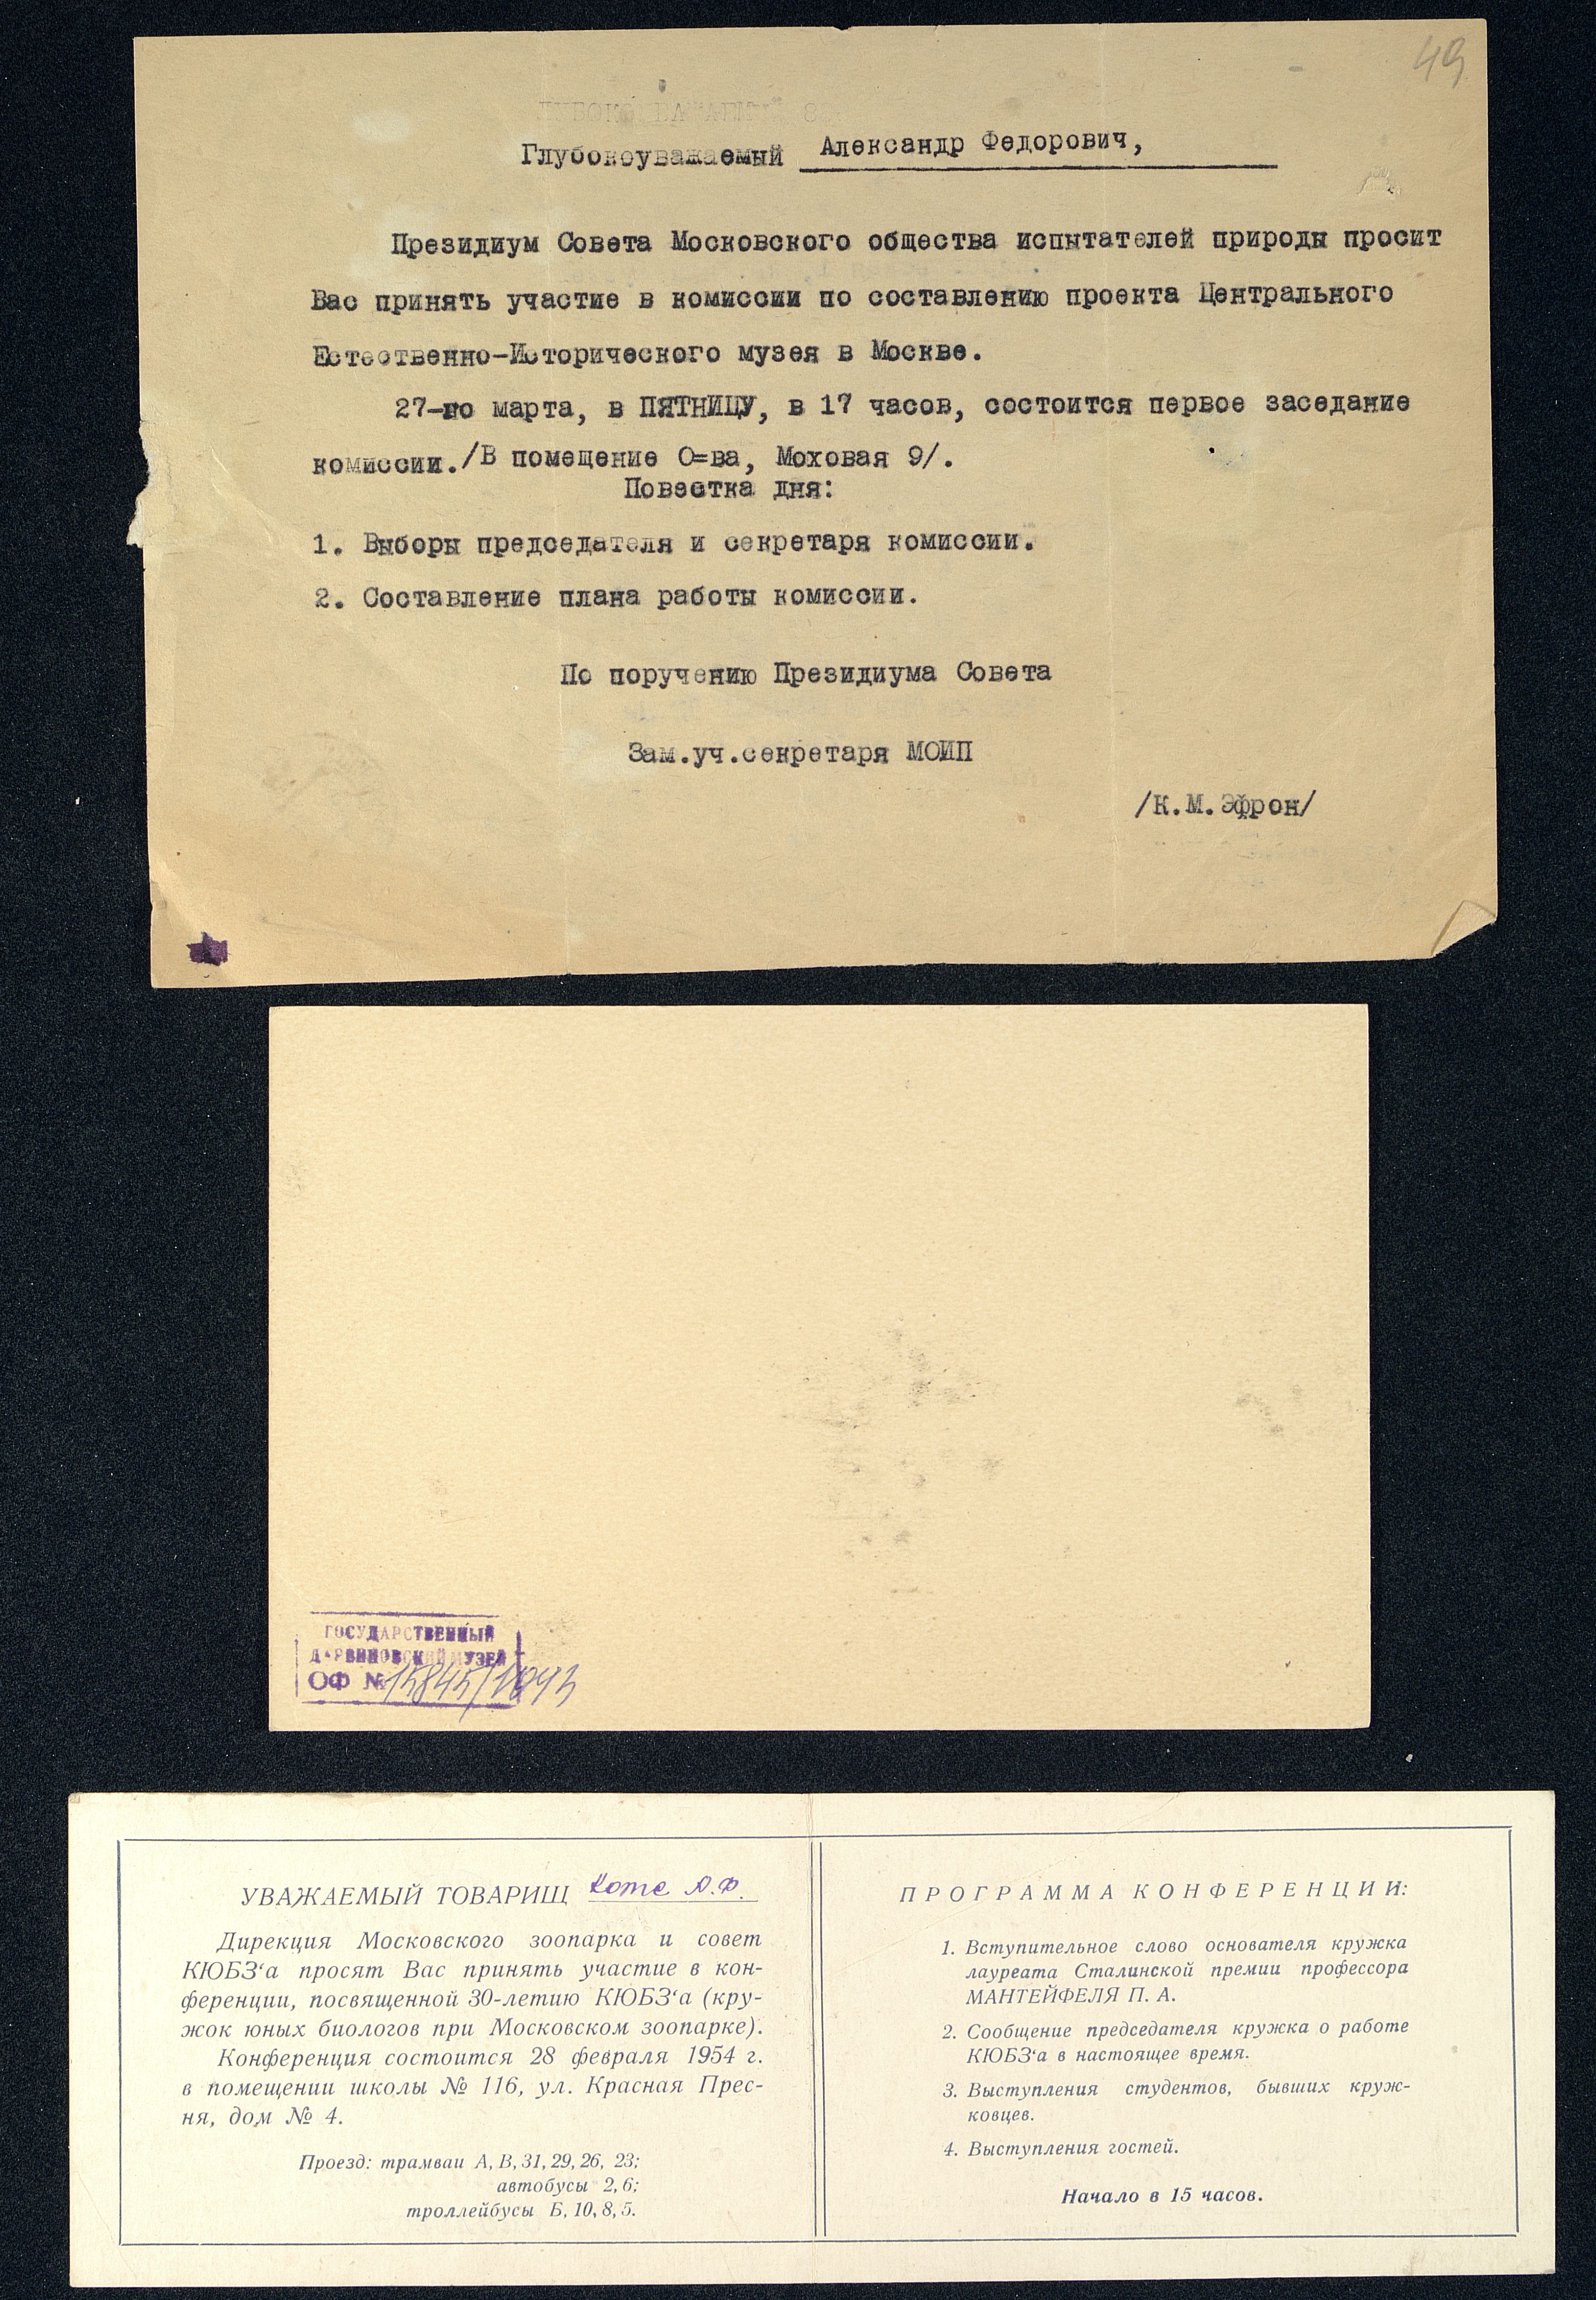 49
Глубокоуважаемый Александр Федорович,
Президиум Совета Московского общества испытателей природы просит
Вас принять участие в комиссии по составлению проекта Центрального
Естественно-Исторического музея в Москве.
27-го марта, в ПЯТНИЦУ, в 17 часов, состоится первое заседание
комиссии./В помещение О=ва, Моховая 9/.
Повестка дня:
1. Выборы председателя и секретаря комиссии.
2. Составление плана работы комиссии.
По поручению Президиума Совета
Зам.уч.секретаря МОИП
/К.М.Эфрон/
ГОСУДАРСТВЕННЫЙ
ДАРВИНОВСКИЙ МУЗЕЙ
ОФ №
УВАЖАЕМЫЙ ТОВАРИЩ Котс А.Ф.
Дирекция Московского зоопарка и совет
КЮБЗ‘а просят Вас принять участие в кон-
ференции, посвященной 30-летию КЮБЗ‘а (кру-
жок юных биологов при Московском зоопарке).
Конференция состоится 28 февраля 1954 г.
в помещении школы № 116, ул. Красная Прес-
ня, дом № 4.
Проезд: трамваи А, В, 31, 29, 26, 23;
автобусы 2, 6;
троллейбусы Б, 10, 8, 5.
ПРОГРАММА КОНФЕРЕНЦИИ:
1. Вступительное слово основателя кружка
лауреата Сталинской премии профессора
МАНТЕЙФЕЛЯ П. А.
2. Сообщение председателя кружка о работе
КЮБЗ‘а в настоящее время.
3. Выступления студентов, бывших круж-
ковцев.
4. Выступления гостей.
Начало в 15 часов.